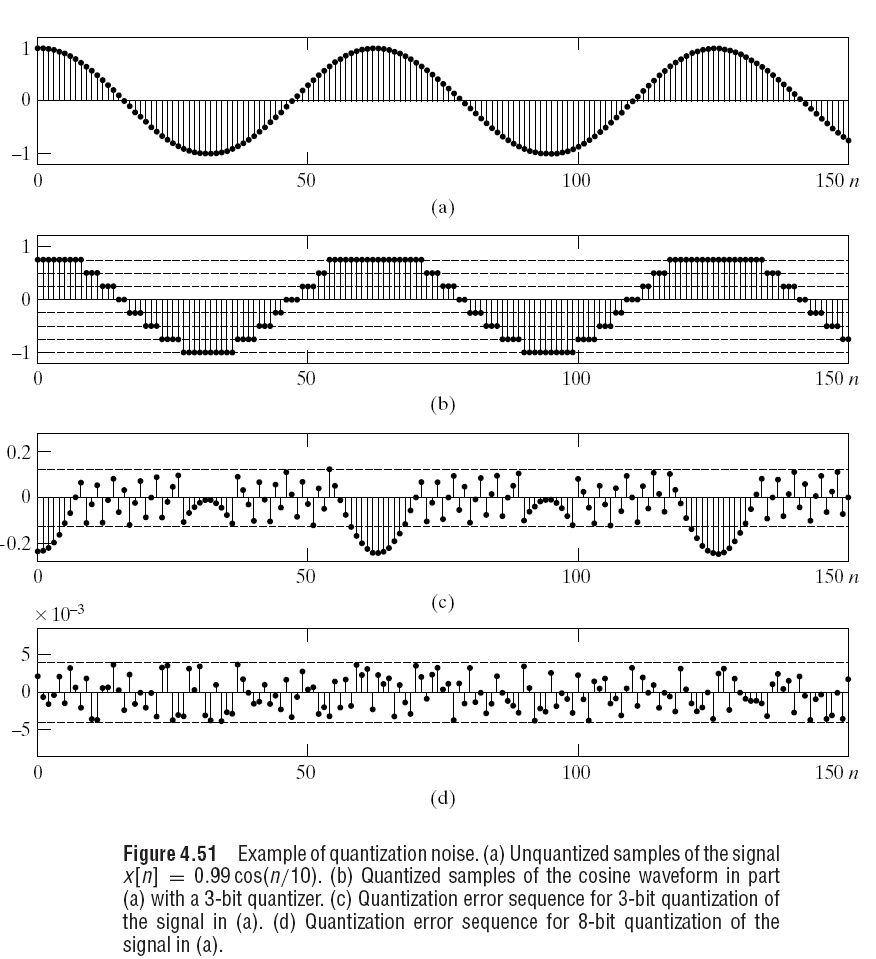 1
0
–1
0 50 100 150 n
(a)
1
0
–1
0 50 100 150 n
(b)
0.2
0
–0.2
0 50 100 150 n
(c)
× 10–3
5
0
–5
0 50 100 150 n
(d)
Figure 4.51 Example of quantization noise. (a) Unquantized samples of the signal
x[n] = 0.99 cos(n/10). (b) Quantized samples of the cosine waveform in part
(a) with a 3-bit quantizer. (c) Quantization error sequence for 3-bit quantization of
the signal in (a). (d) Quantization error sequence for 8-bit quantization of the
signal in (a).